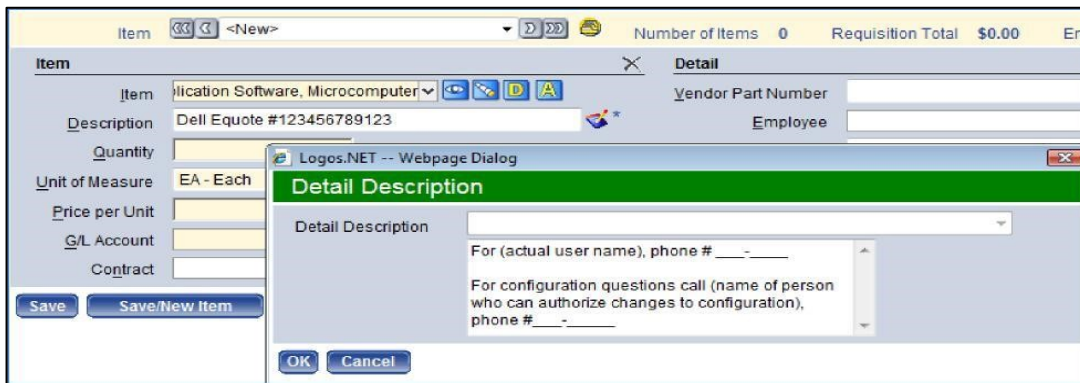 Item <New> Number of Items 0 Requisition Total $0.00
Item Detail
Item lication Software, Microcomputer D A Vendor Part Number
Description Dell Equote #123456789123 * Employee
Quantity
Logos.NET -- Webpage Dialog
Unit of Measure EA - Each
Detail Description
Price per Unit
Detail Description
G/L Account
For (actual user name), phone # ___-_____
Contract
For configuration questions call (name of person
who can authorize changes to configuration),
phone #___-______
Save Save/New Item
OK Cancel